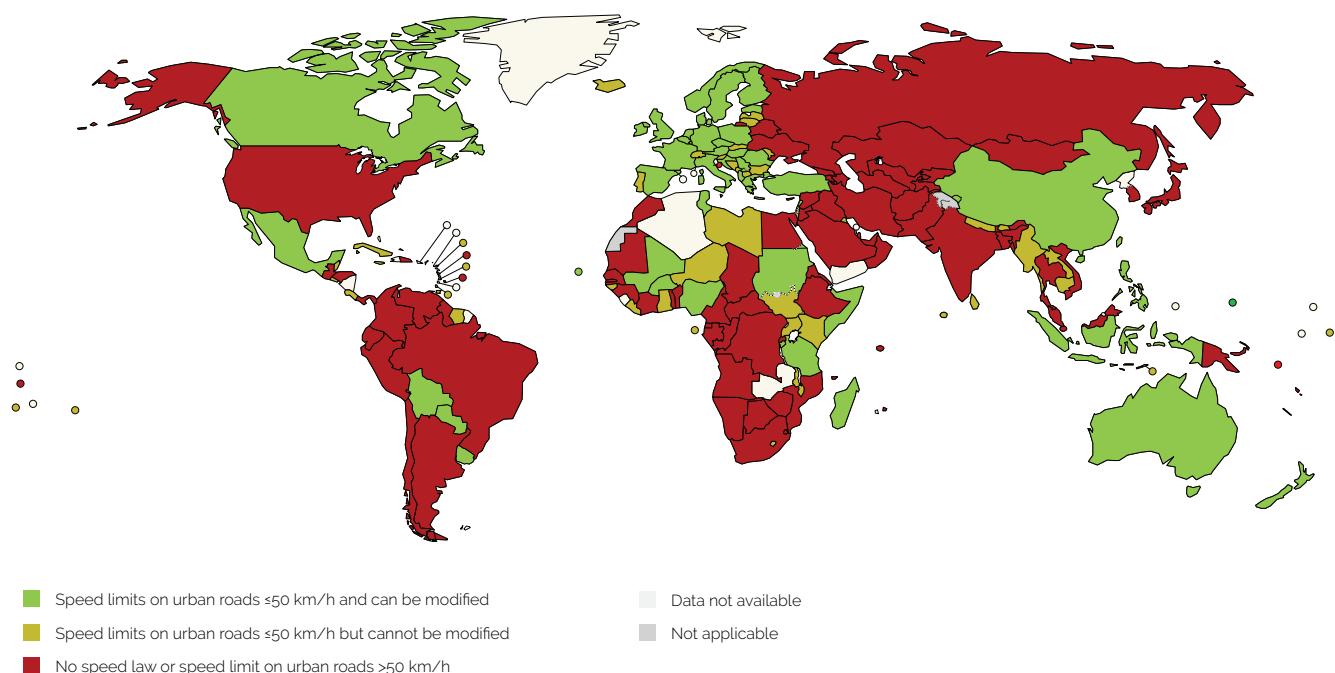 Speed limits on urban roads ≤50 km/h and can be modified
Speed limits on urban roads ≤50 km/h but cannot be modified
No speed law or speed limit on urban roads >50 km/h
Data not available
Not applicable